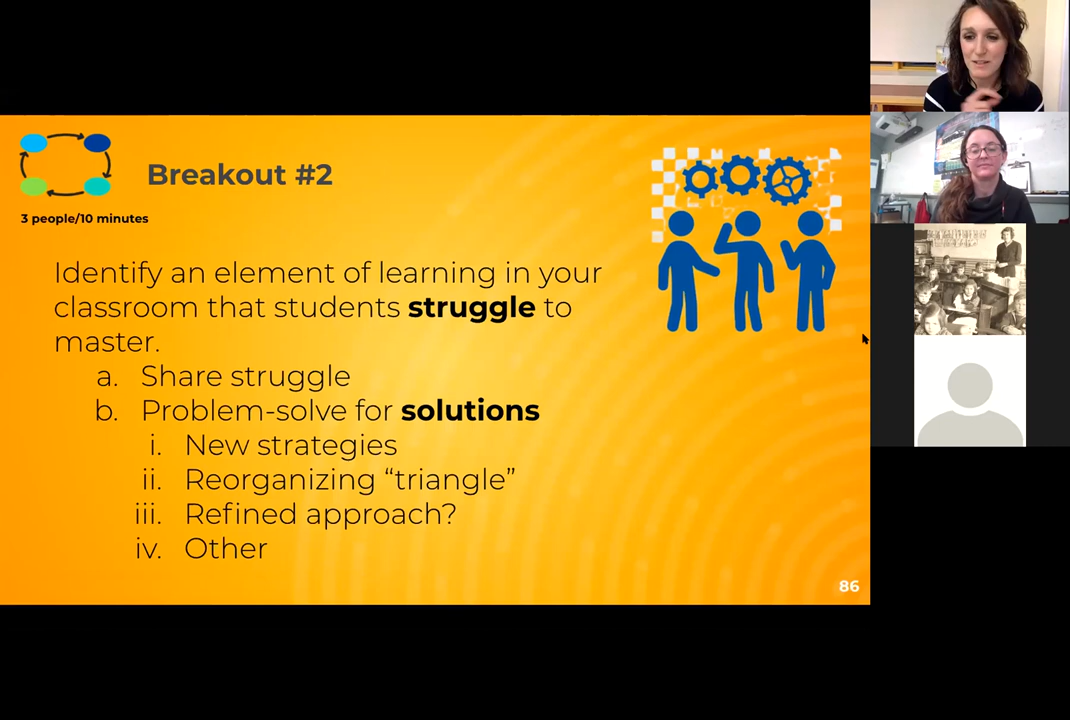 Breakout #2
3 people/10 minutes
Identify an element of learning in your
classroom that students struggle to
master.
a. Share struggle
b. Problem-solve for solutions
i. New strategies
ii. Reorganizing “triangle”
iii. Refined approach?
iv. Other
86